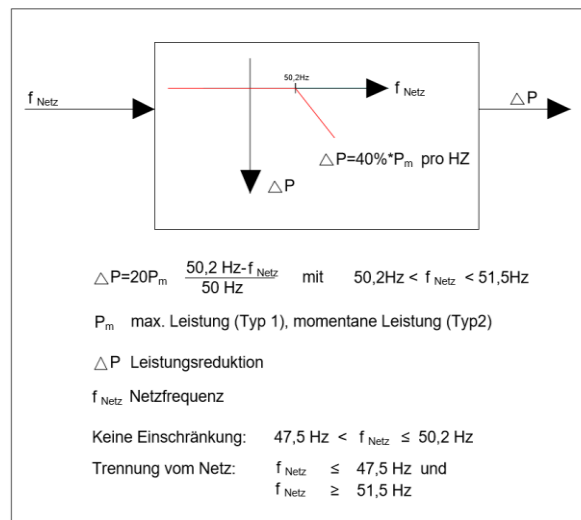 50,2Hz
f Netz
f Netz
△P
△P=40%*Pm pro HZ
△P
△P=20Pm 50,2 Hz-f Netz / 50 Hz mit 50,2Hz < f Netz < 51,5Hz
Pm max. Leistung (Typ 1), momentane Leistung (Typ2)
△P Leistungsreduktion
f Netz Netzfrequenz
Keine Einschränkung: 47,5 Hz < f Netz ≤ 50,2 Hz
Trennung vom Netz: f Netz ≤ 47,5 Hz und
f Netz ≥ 51,5 Hz